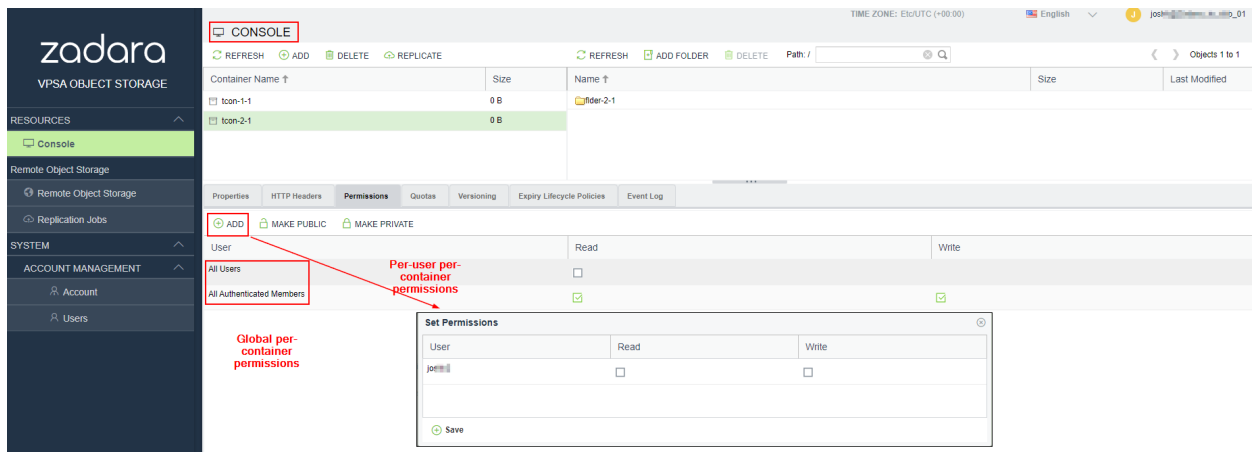 TIME ZONE: Etc/UTC (+00:00) English J
zadara
VPSA OBJECT STORAGE
CONSOLE
REFRESH ADD DELETE REPLICATE
REFRESH ADD FOLDER DELETE Path: / Objects 1 to 1
Container Name Size
Name Size Last Modified
tcon-1-1 0 B
flder-2-1
tcon-2-1 0 B
RESOURCES
Console
Remote Object Storage
Remote Object Storage
Replication Jobs
SYSTEM
ACCOUNT MANAGEMENT
Account
Users
Properties HTTP Headers Permissions Quotas Versioning Expiry Lifecycle Policies Event Log
ADD MAKE PUBLIC MAKE PRIVATE
User Read Write
All Users
All Authenticated Members
Per-user per-
container
permissions
Global per-
container
permissions
Set Permissions
User Read Write
Save